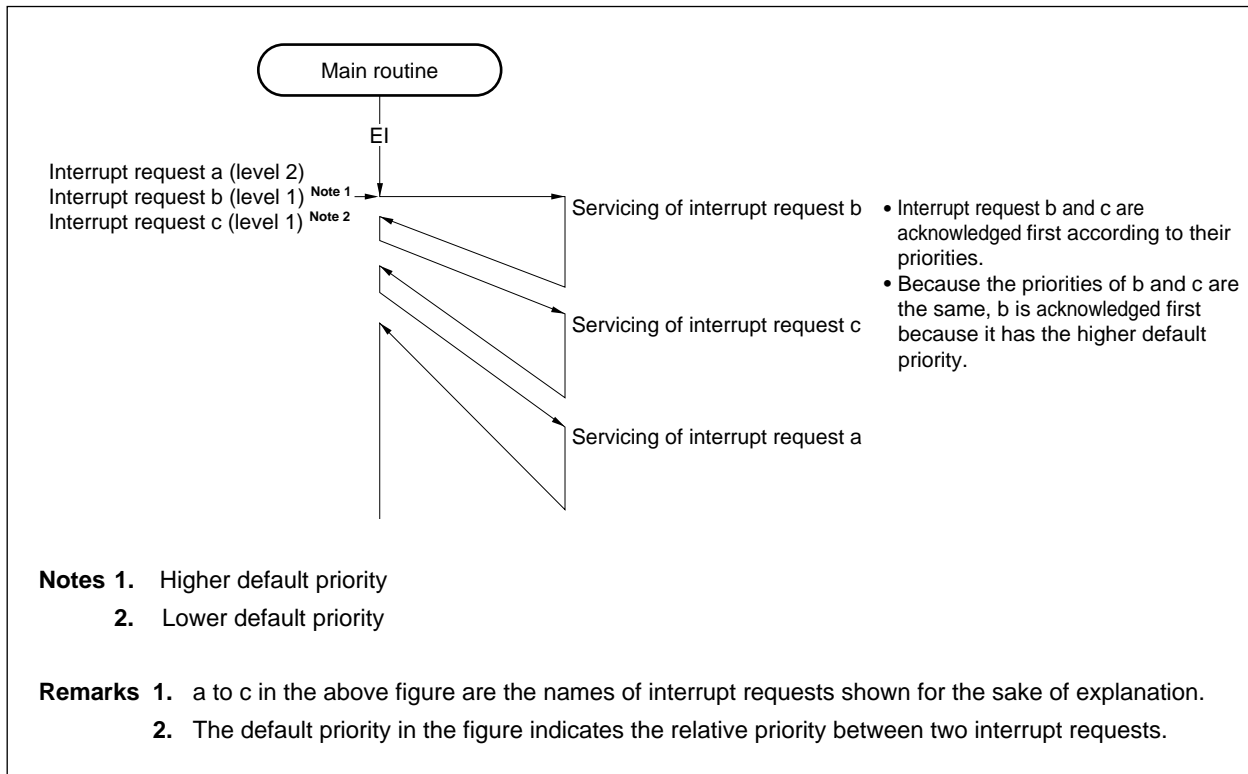 Main routine
EI
Interrupt request a (level 2)
Interrupt request b (level 1) Note 1
Interrupt request c (level 1) Note 2
Servicing of interrupt request b
• Interrupt request b and c are
acknowledged first according to their
priorities.
• Because the priorities of b and c are
the same, b is acknowledged first
because it has the higher default
priority.
Servicing of interrupt request c
Servicing of interrupt request a
Notes 1. Higher default priority
2. Lower default priority
Remarks 1. a to c in the above figure are the names of interrupt requests shown for the sake of explanation.
2. The default priority in the figure indicates the relative priority between two interrupt requests.